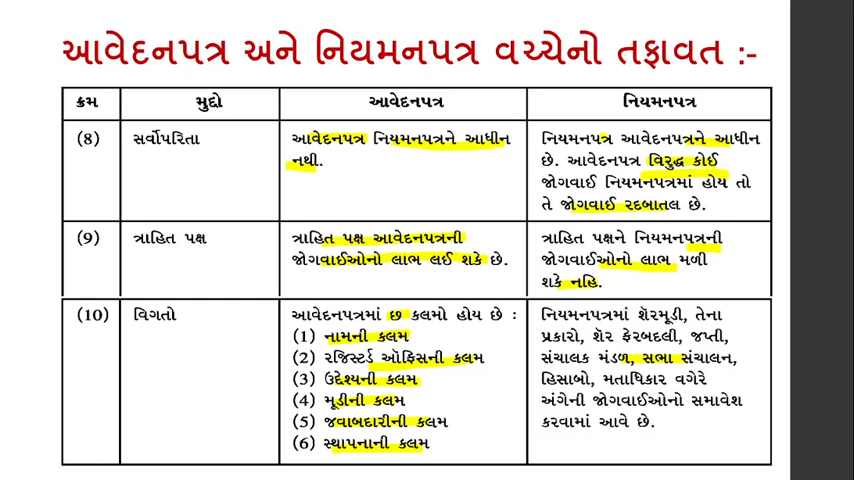 આવેદનપત્ર અને નિયમનપત્ર વચ્ચેનો તફાવત :-
ક્રમ મુદ્દો આવેદનપત્ર નિયમનપત્ર
(8) સર્વોપરિતા
આવેદનપત્ર નિયમનપત્રને આધીન
નથી.
નિયમનપત્ર આવેદનપત્રને આધીન
છે. આવેદનપત્ર વિરુદ્ધ કોઈ
જોગવાઈ નિયમનપત્રમાં હોય તો
તે જોગવાઈ રદબાતલ છે.
(9) ત્રાહિત પક્ષ
ત્રાહિત પક્ષ આવેદનપત્રની
જોગવાઈઓનો લાભ લઈ શકે છે.
ત્રાહિત પક્ષને નિયમનપત્રની
જોગવાઈઓનો લાભ મળી
શકે નહિ.
(10) વિગતો
આવેદનપત્રમાં છ કલમો હોય છે :
(1) નામની કલમ
(2) રજિસ્ટર્ડ ઑફિસની કલમ
(3) ઉદ્દેશ્યની કલમ
(4) મૂડીની કલમ
(5) જવાબદારીની કલમ
(6) સ્થાપનાની કલમ
નિયમનપત્રમાં શૅરમૂડી, તેના
પ્રકારો, શૅર ફેરબદલી, જપ્તી,
સંચાલક મંડળ, સભા સંચાલન,
હિસાબો, મતાધિકાર વગેરે
અંગેની જોગવાઈઓનો સમાવેશ
કરવામાં આવે છે.